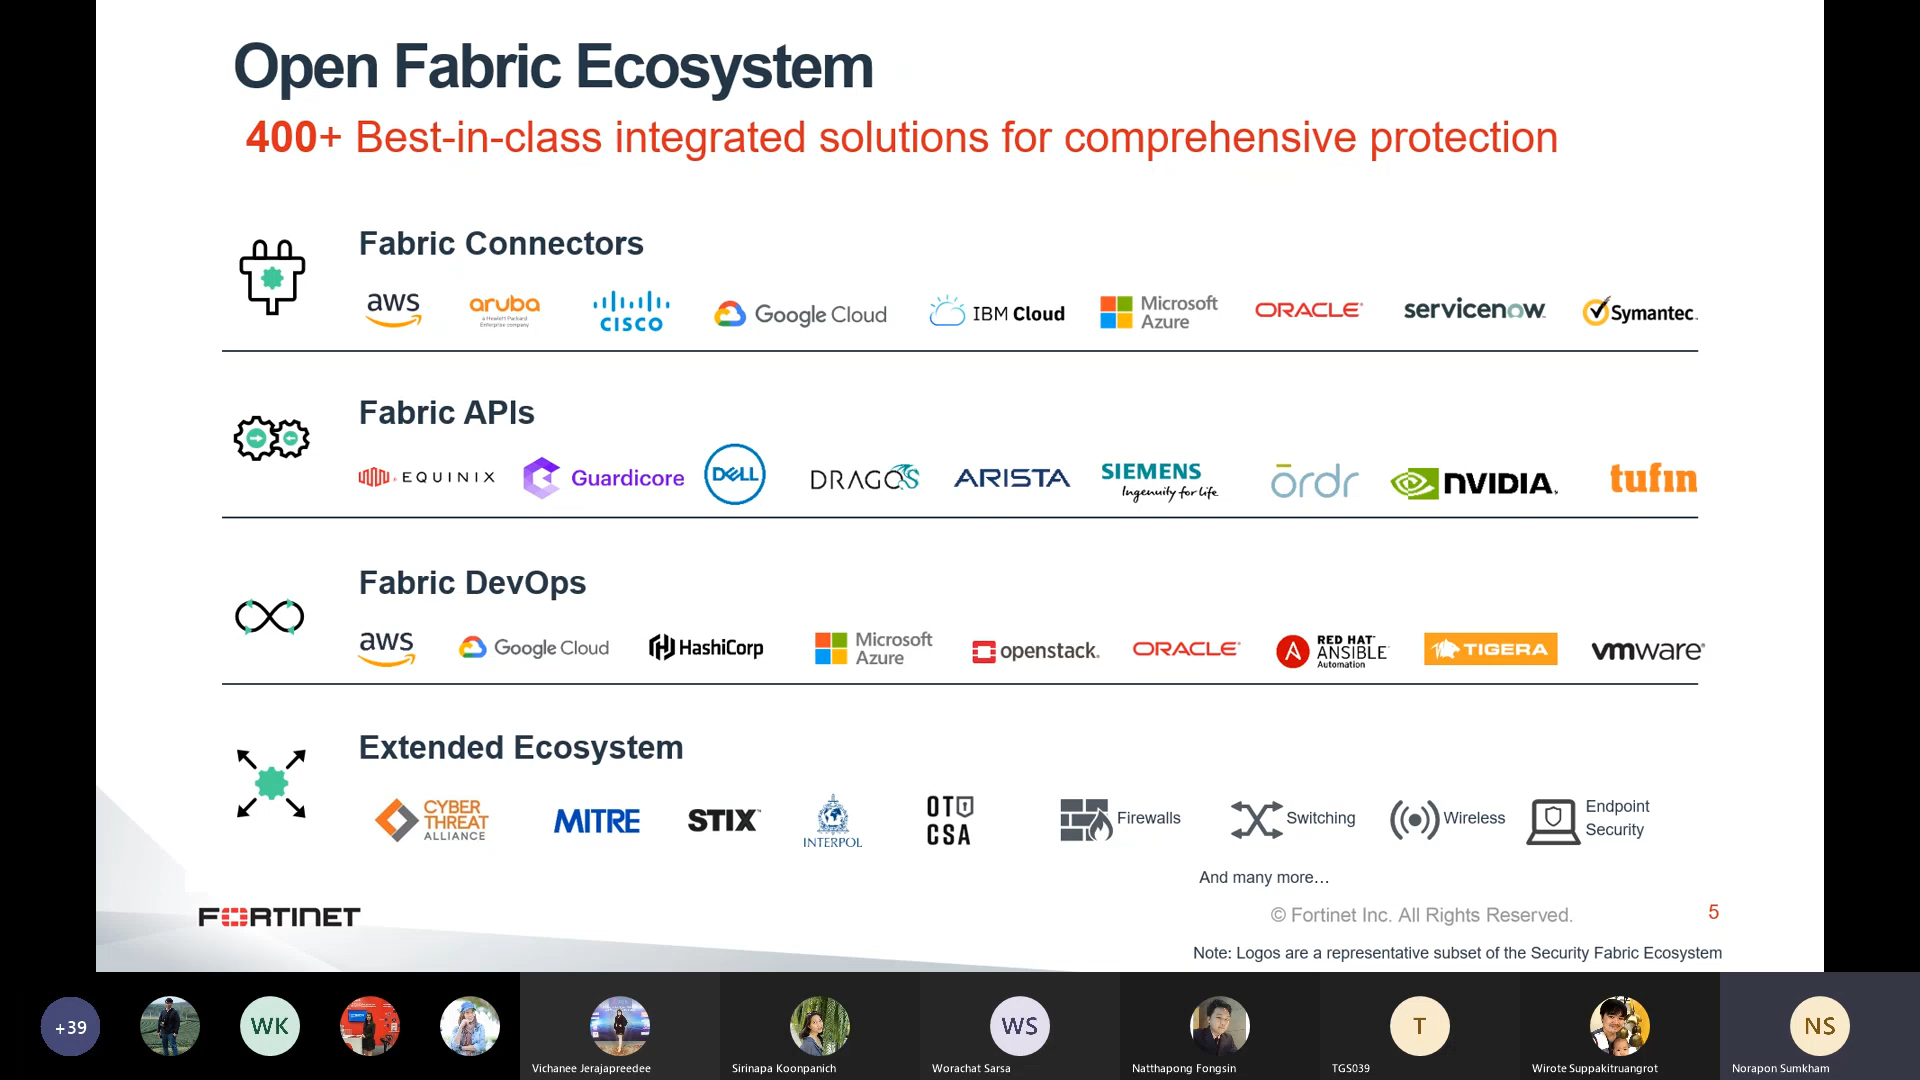 Open Fabric Ecosystem
400+ Best-in-class integrated solutions for comprehensive protection
Fabric Connectors
aws
aruba
a Hewlett Packard
Enterprise company
CISCO
Google Cloud
IBM Cloud
Microsoft
Azure
ORACLE
servicenow
Symantec.
Fabric APIs
EQUINIX
Guardicore
DELL
DRAGOS
ARISTA
SIEMENS
Ingenuity for life
ordr
NVIDIA.
tufin
Fabric DevOps
aws
Google Cloud
HashiCorp
Microsoft
Azure
openstack.
ORACLE
RED HAT
ANSIBLE
Automation
TIGERA
vmware
Extended Ecosystem
CYBER
THREAT
ALLIANCE
MITRE
STIX
INTERPOL
OT
CSA
Firewalls
Switching
Wireless
Endpoint
Security
And many more…
FORTINET
© Fortinet Inc. All Rights Reserved.
5
Note: Logos are a representative subset of the Security Fabric Ecosystem
+39
WK
WS
T
NS
Vichanee Jerajapreedee
Sirinapa Koonpanich
Worachat Sarsa
Natthapong Fongsin
TGS039
Wirote Suppakitruangrot
Norapon Sumkham